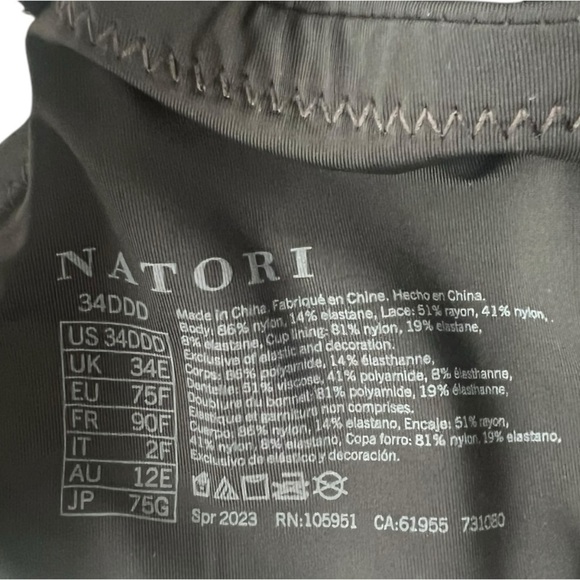 NATORI
34DDD
US 34DDD
UK 34E
EU 75F
FR 90F
IT 2F
AU 12E
JP 75G
Made in China. Fabriqué en Chine. Hecho en China.
Body: 86% nylon, 14% elastane, Lace: 51% rayon, 41% nylon,
8% elastane, Cup lining: 81% nylon, 19% elastane,
Exclusive of elastic and decoration.
Corps: 86% polyamide, 14% élasthanne,
Dentelle: 51% viscose, 41% polyamide, 8% élasthanne,
Doublure du bonnet: 81% polyamide, 19% élasthanne,
Elastique et garniture non comprises.
Cuerpo: 86% nylon, 14% elastano, Encaje: 51% rayon,
41% nylon, 8% elastano, Copa forro: 81% nylon, 19% elastano,
Exclusivo de elástico y decoración.
Spr 2023 RN:105951 CA:61955 731080